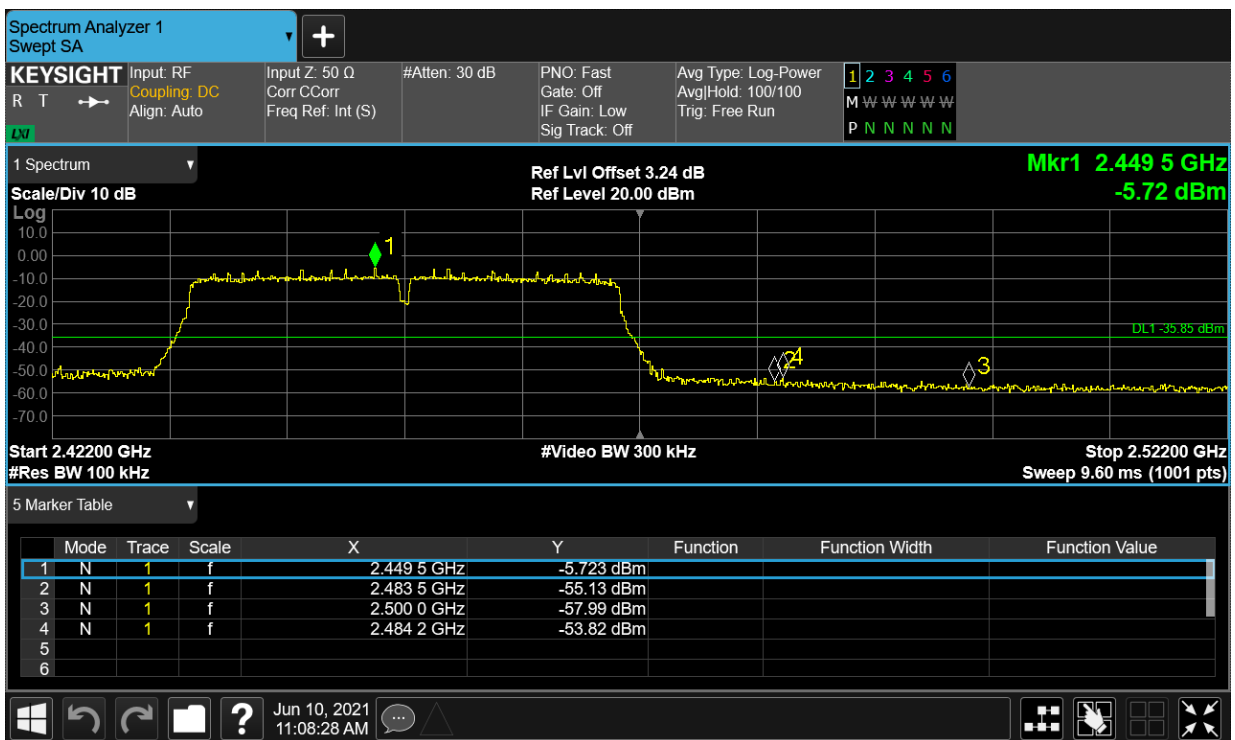 Spectrum Analyzer 1
Swept SA
+
KEYSIGHT
R T
LXI
Input: RF
Coupling: DC
Align: Auto
Input Z: 50 Ω
Corr CCorr
Freq Ref: Int (S)
#Atten: 30 dB
PNO: Fast
Gate: Off
IF Gain: Low
Sig Track: Off
Avg Type: Log-Power
Avg|Hold: 100/100
Trig: Free Run
1 2 3 4 5 6
M W W W W W
P N N N N N
1 Spectrum
Scale/Div 10 dB
Ref Lvl Offset 3.24 dB
Ref Level 20.00 dBm
Mkr1 2.449 5 GHz
-5.72 dBm
Log
10.0
0.00
-10.0
-20.0
-30.0
-40.0
-50.0
-60.0
-70.0
1
DL1 -35.85 dBm
2 4
3
Start 2.42200 GHz
#Res BW 100 kHz
#Video BW 300 kHz
Stop 2.52200 GHz
Sweep 9.60 ms (1001 pts)
5 Marker Table
Mode Trace Scale X Y Function Function Width Function Value
1 N 1 f 2.449 5 GHz -5.723 dBm
2 N 1 f 2.483 5 GHz -55.13 dBm
3 N 1 f 2.500 0 GHz -57.99 dBm
4 N 1 f 2.484 2 GHz -53.82 dBm
5
6
?
Jun 10, 2021
11:08:28 AM